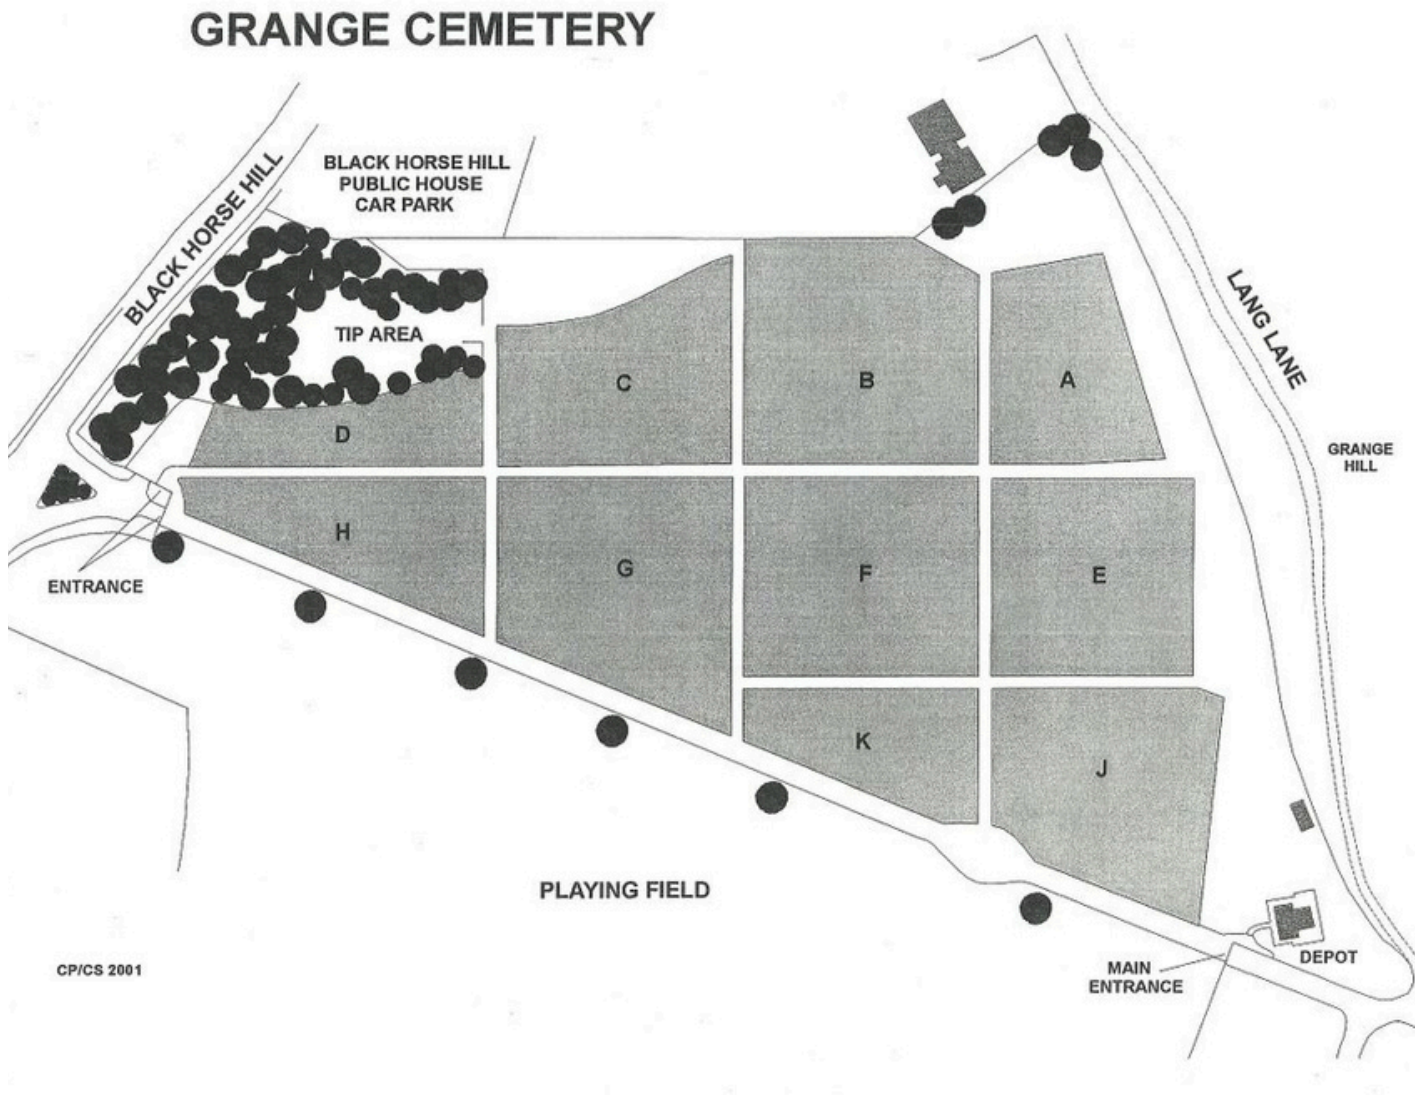 GRANGE CEMETERY
BLACK HORSE HILL
PUBLIC HOUSE
CAR PARK
BLACK HORSE HILL
TIP AREA
LANG LANE
GRANGE
HILL
C
B
A
D
H
G
F
E
K
J
ENTRANCE
PLAYING FIELD
CP/CS 2001
MAIN
ENTRANCE
DEPOT